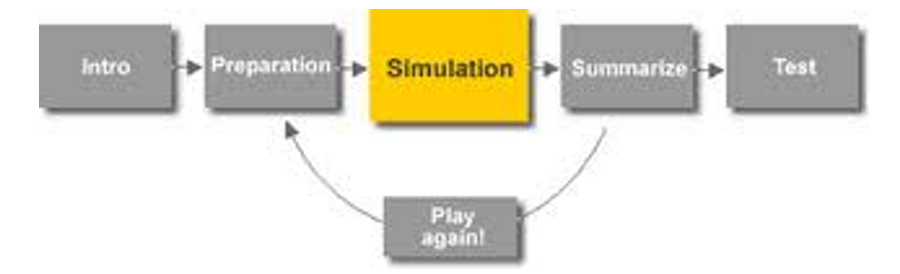 Intro
Preparation
Simulation
Summarize
Test
Play
again!